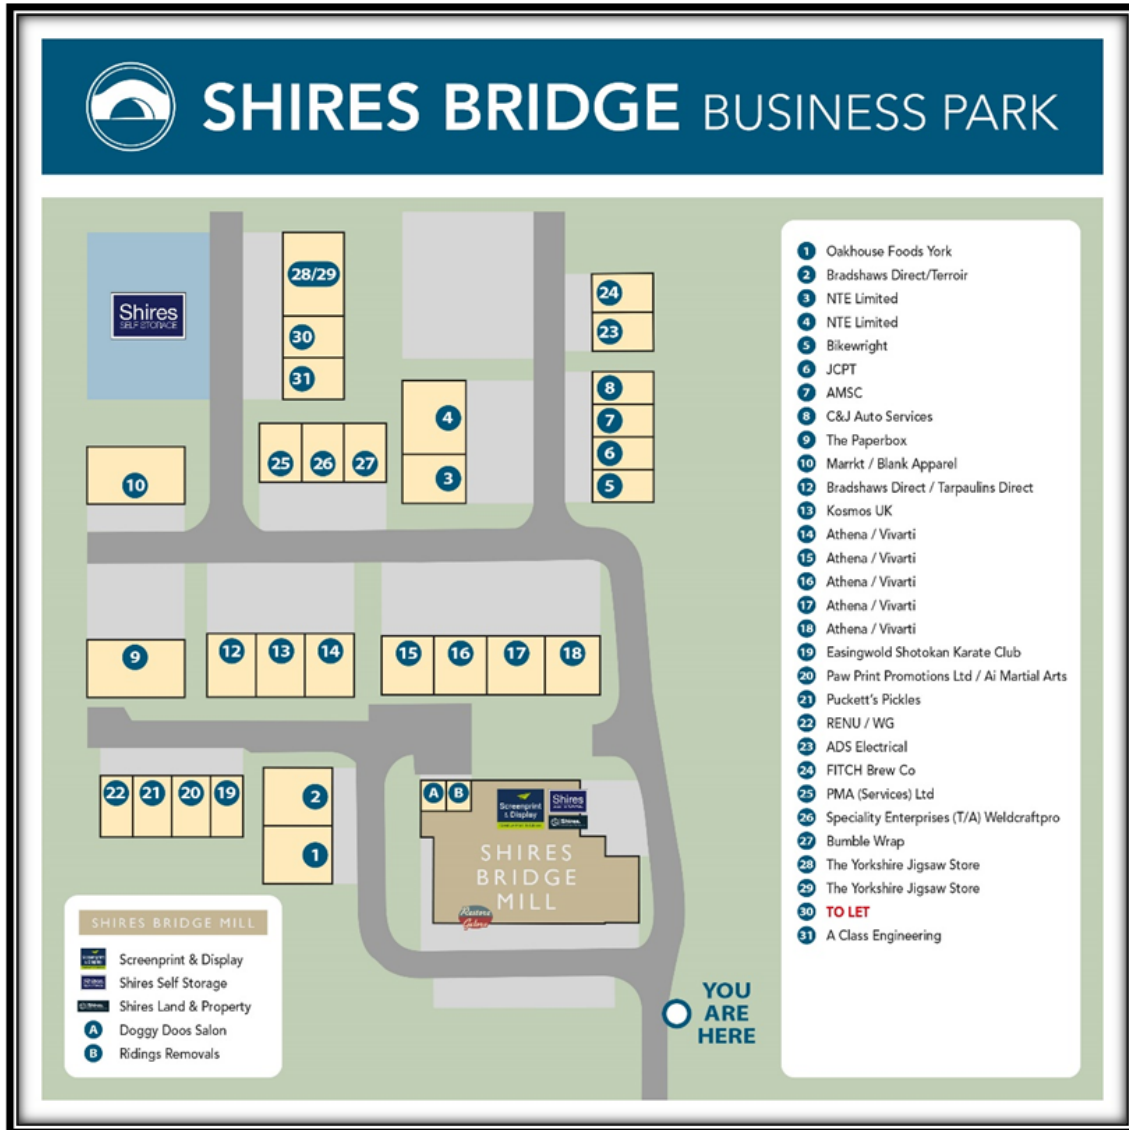 SHIRES BRIDGE BUSINESS PARK
Shires
SELF STORAGE
28/29
30
31
24
23
8
7
6
5
4
3
25
26
27
10
9
12
13
14
15
16
17
18
22
21
20
19
2
1
A
B
Screenprint
& Display
Shires
Shires
SHIRES
BRIDGE
MILL
YOU
ARE
HERE
1 Oakhouse Foods York
2 Bradshaws Direct/Terroir
3 NTE Limited
4 NTE Limited
5 Bikewright
6 JCPT
7 AMSC
8 C&J Auto Services
9 The Paperbox
10 Marrkt / Blank Apparel
12 Bradshaws Direct / Tarpaulins Direct
13 Kosmos UK
14 Athena / Vivarti
15 Athena / Vivarti
16 Athena / Vivarti
17 Athena / Vivarti
18 Athena / Vivarti
19 Easingwold Shotokan Karate Club
20 Paw Print Promotions Ltd / Ai Martial Arts
21 Puckett's Pickles
22 RENU / WG
23 ADS Electrical
24 FITCH Brew Co
25 PMA (Services) Ltd
26 Speciality Enterprises (T/A) Weldcraftpro
27 Bumble Wrap
28 The Yorkshire Jigsaw Store
29 The Yorkshire Jigsaw Store
30 TO LET
31 A Class Engineering
SHIRES BRIDGE MILL
Screenprint & Display
Shires Self Storage
Shires Land & Property
A Doggy Doos Salon
B Ridings Removals